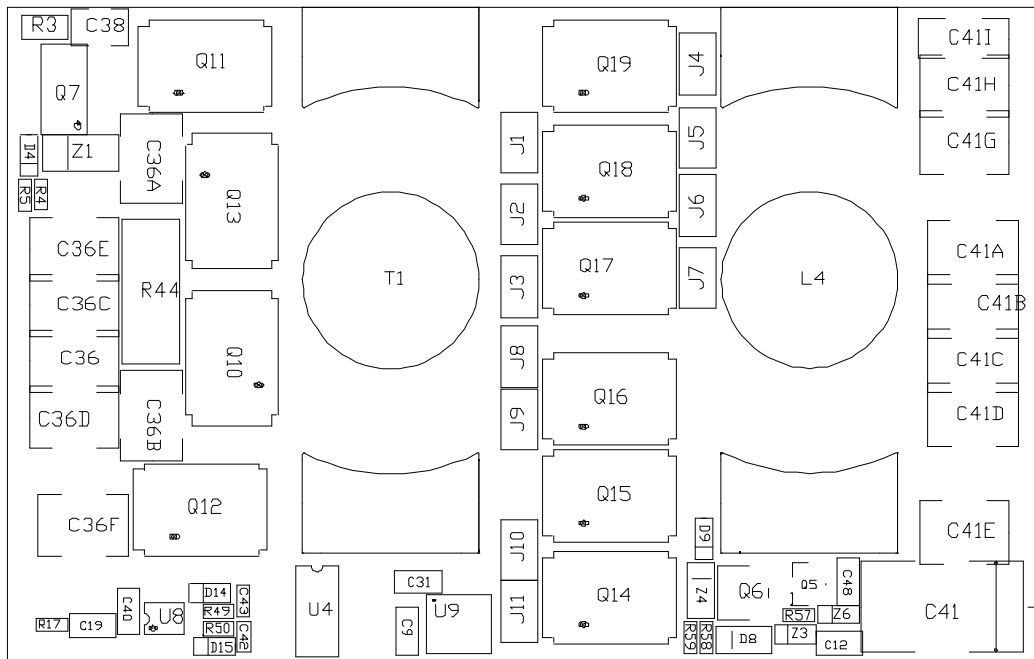 R3
C38
Q11
Q19
J4
C41I
Q7
C41H
D4
Z1
C36A
J1
J5
C41G
R5
R4
Q13
Q18
J2
J6
C36E
T1
J3
Q17
J7
L4
C41A
C36C
R44
C41B
C36
Q10
J8
C41C
C36D
C36B
J9
Q16
C41D
C36F
Q12
J10
Q15
D9
C41E
R17
C19
C40
U8
D14
R49
R50
D15
C43
C42
U4
C31
C9
U9
J11
Q14
Z4
R59
R58
Q6
D8
Q5
R57
Z3
Z6
C48
C12
C41